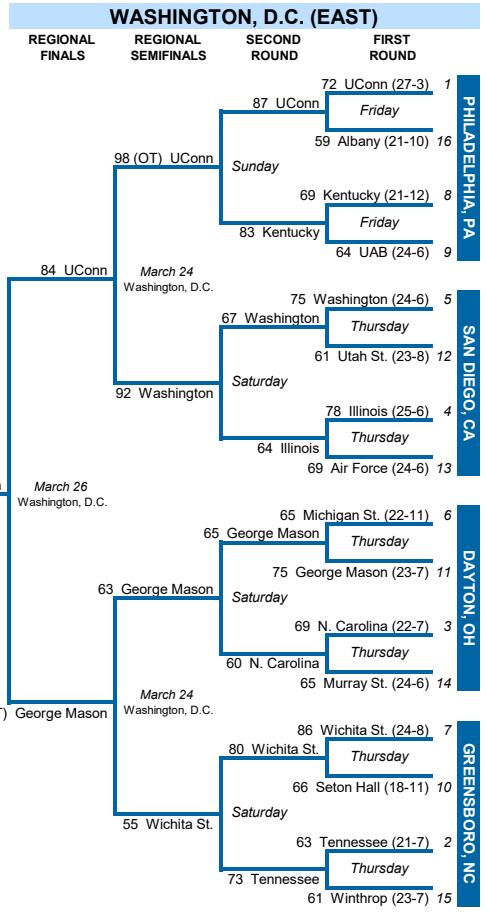 WASHINGTON, D.C. (EAST)
REGIONAL FINALS
REGIONAL SEMIFINALS
SECOND ROUND
FIRST ROUND
72 UConn (27-3) 1
Friday
59 Albany (21-10) 16
69 Kentucky (21-12) 8
Friday
64 UAB (24-6) 9
PHILADELPHIA, PA
75 Washington (24-6) 5
Thursday
61 Utah St. (23-8) 12
78 Illinois (25-6) 4
Thursday
69 Air Force (24-6) 13
SAN DIEGO, CA
65 Michigan St. (22-11) 6
Thursday
75 George Mason (23-7) 11
69 N. Carolina (22-7) 3
Thursday
65 Murray St. (24-6) 14
DAYTON, OH
86 Wichita St. (24-8) 7
Thursday
66 Seton Hall (18-11) 10
63 Tennessee (21-7) 2
Thursday
61 Winthrop (23-7) 15
GREENSBORO, NC
87 UConn
Sunday
83 Kentucky
67 Washington
Saturday
64 Illinois
65 George Mason
Saturday
60 N. Carolina
80 Wichita St.
Saturday
73 Tennessee
98 (OT) UConn
March 24
Washington, D.C.
92 Washington
63 George Mason
March 24
Washington, D.C.
55 Wichita St.
84 UConn
March 26
Washington, D.C.
George Mason